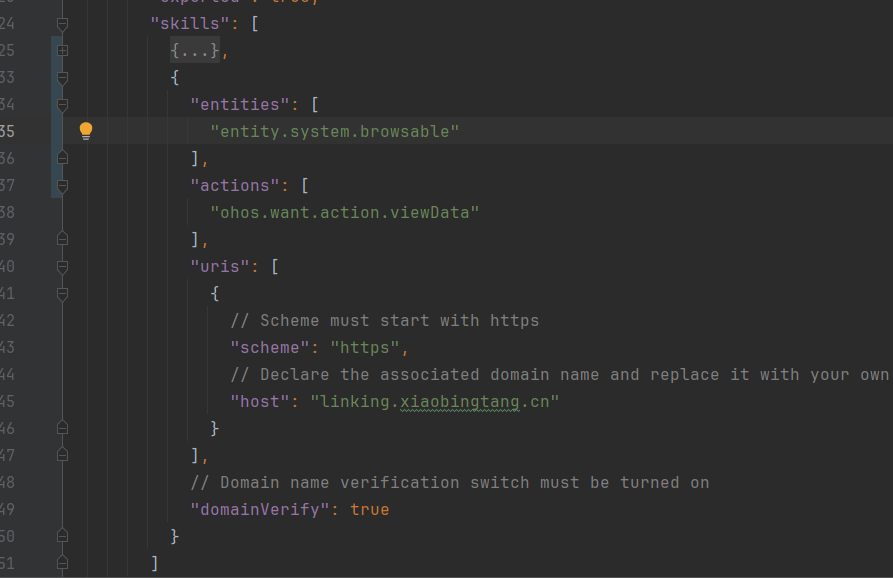 24 "skills": [
25 {...},
33 {
34 "entities": [
35 "entity.system.browsable"
36 ],
37 "actions": [
38 "ohos.want.action.viewData"
39 ],
40 "uris": [
41 {
42 // Scheme must start with https
43 "scheme": "https",
44 // Declare the associated domain name and replace it with your own
45 "host": "linking.xiaobingtang.cn"
46 }
47 ],
48 // Domain name verification switch must be turned on
49 "domainVerify": true
50 }
51 ]